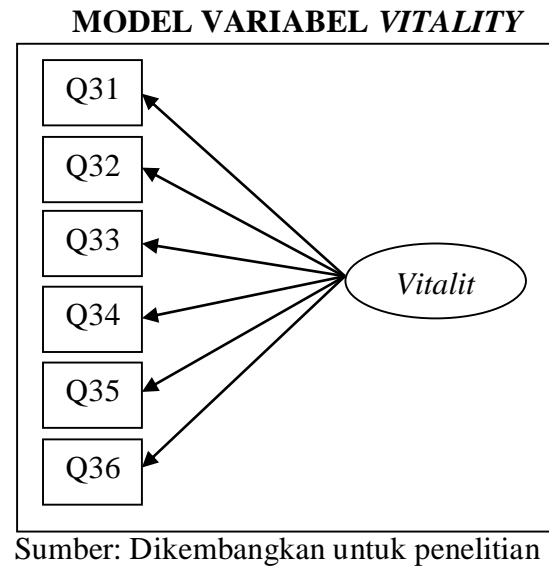 MODEL VARIABEL VITALITY
Q31
Q32
Q33
Q34
Q35
Q36
Vitalit
Sumber: Dikembangkan untuk penelitian